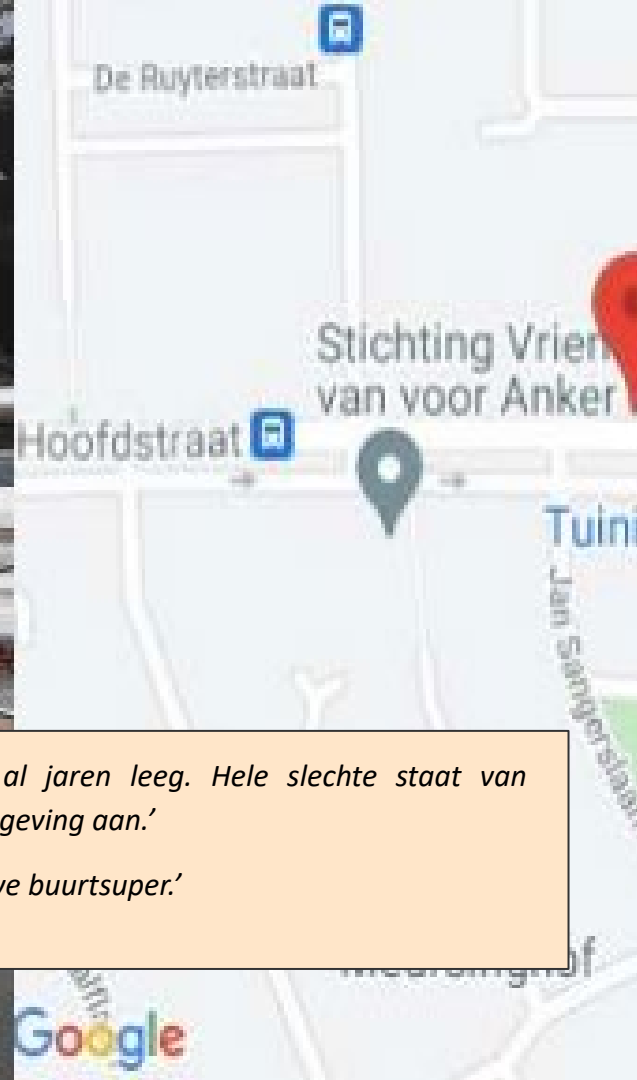 De Ruyterstraat
Stichting Vrien
van voor Anker
Hoofdstraat
Tuini
Jan Sangerslaan
al jaren leeg. Hele slechte staat van
geving aan.’
ve buurtsuper.’
Google